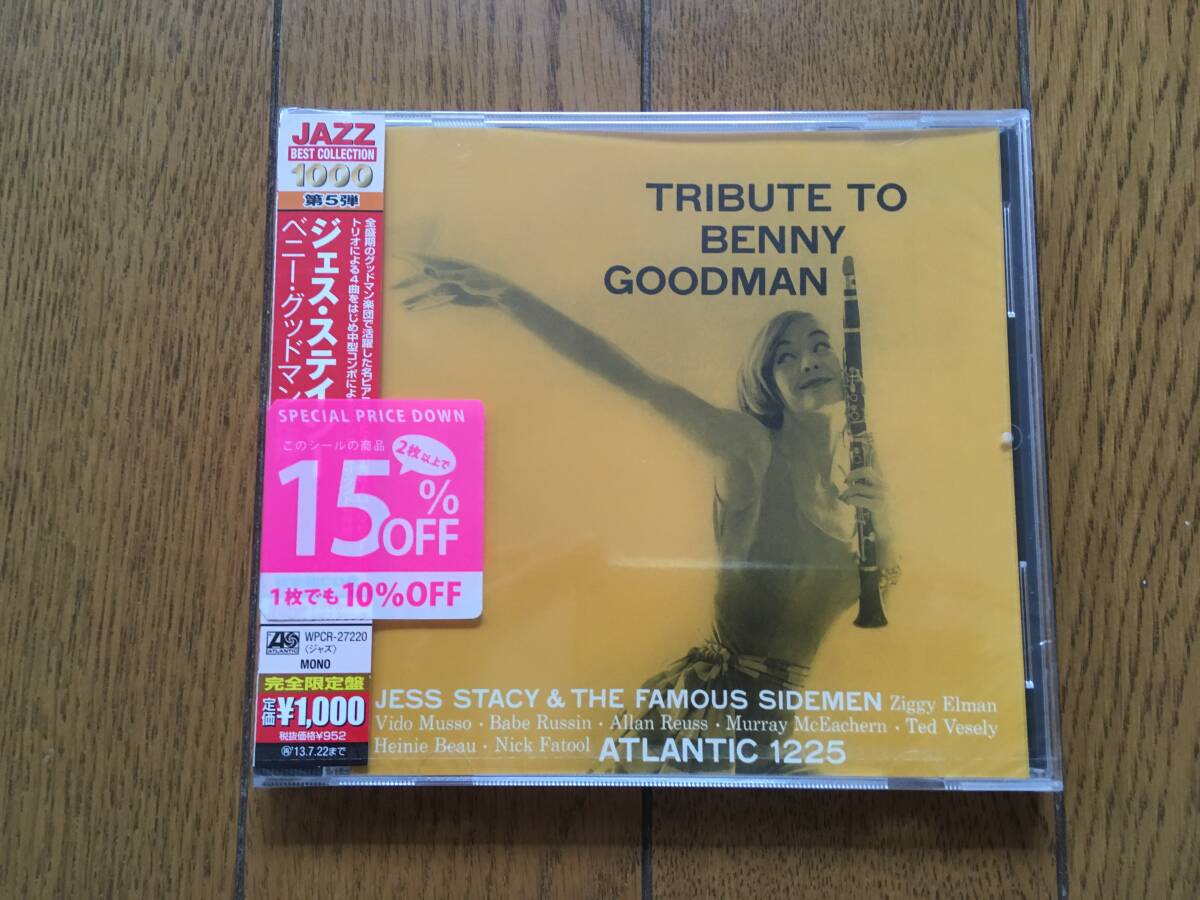 JAZZ
BEST COLLECTION
1000
第5弾
ジェス・ステイ
ベニー・グッドマン
全盛期のグッドマン楽団で活躍した名ピア
トリオによる4曲をはじめ中型コンボによ
SPECIAL PRICE DOWN
このシールの商品
2枚以上で
15%OFF
1枚でも10%OFF
ATLANTIC
WPCR-27220
〈ジャズ〉
MONO
完全限定盤
定価¥1,000
税抜価格¥952
'13.7.22まで
TRIBUTE TO
BENNY
GOODMAN
JESS STACY & THE FAMOUS SIDEMEN Ziggy Elman
Vido Musso · Babe Russin · Allan Reuss · Murray McEachern · Ted Vesely
Heinie Beau · Nick Fatool ATLANTIC 1225